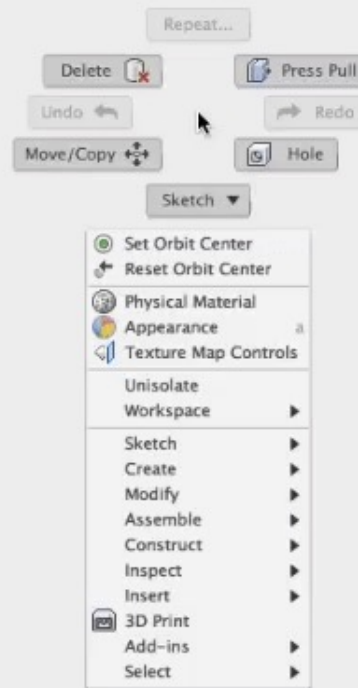 Repeat...
Delete
Press Pull
Undo
Redo
Move/Copy
Hole
Sketch
Set Orbit Center
Reset Orbit Center
Physical Material
Appearance a
Texture Map Controls
Unisolate
Workspace
Sketch
Create
Modify
Assemble
Construct
Inspect
Insert
3D Print
Add-ins
Select